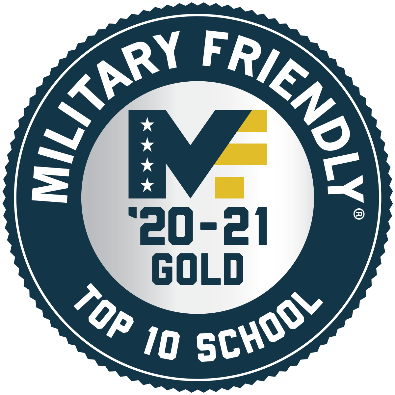 MILITARY FRIENDLY®
MF
'20-21
GOLD
TOP 10 SCHOOL